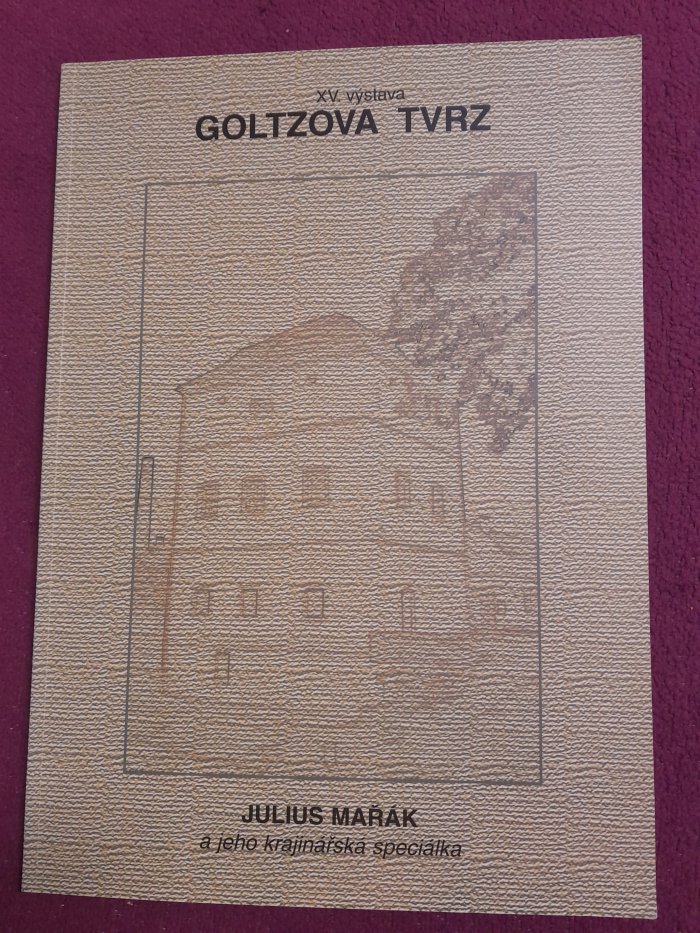 XV. výstava
GOLTZOVA TVRZ
JULIUS MAŘÁK
a jeho krajinářská speciálka